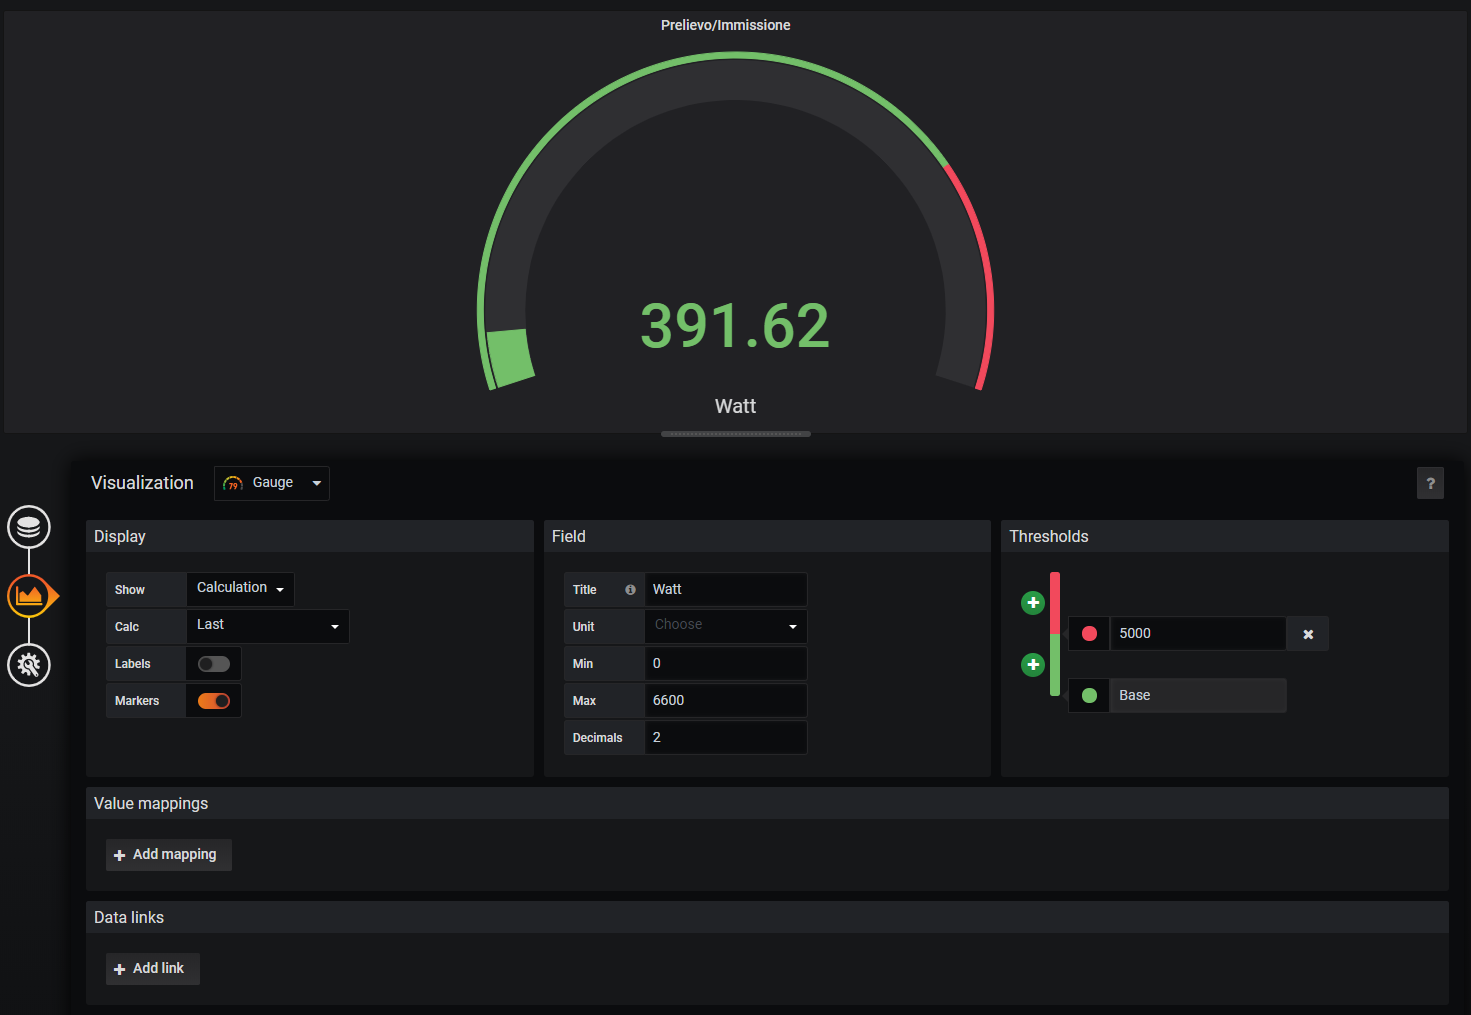 Prelievo/Immissione
391.62
Watt
Visualization
79 Gauge
?
Display
Show Calculation
Calc Last
Labels
Markers
Field
Title Watt
Unit Choose
Min 0
Max 6600
Decimals 2
Thresholds
5000
Base
Value mappings
Add mapping
Data links
Add link